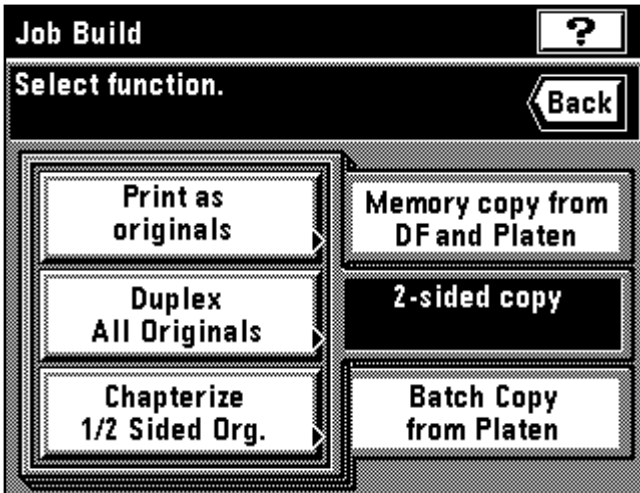 Job Build
?
Select function.
Back
Print as
originals
Duplex
All Originals
Chapterize
1/2 Sided Org.
Memory copy from
DF and Platen
2-sided copy
Batch Copy
from Platen